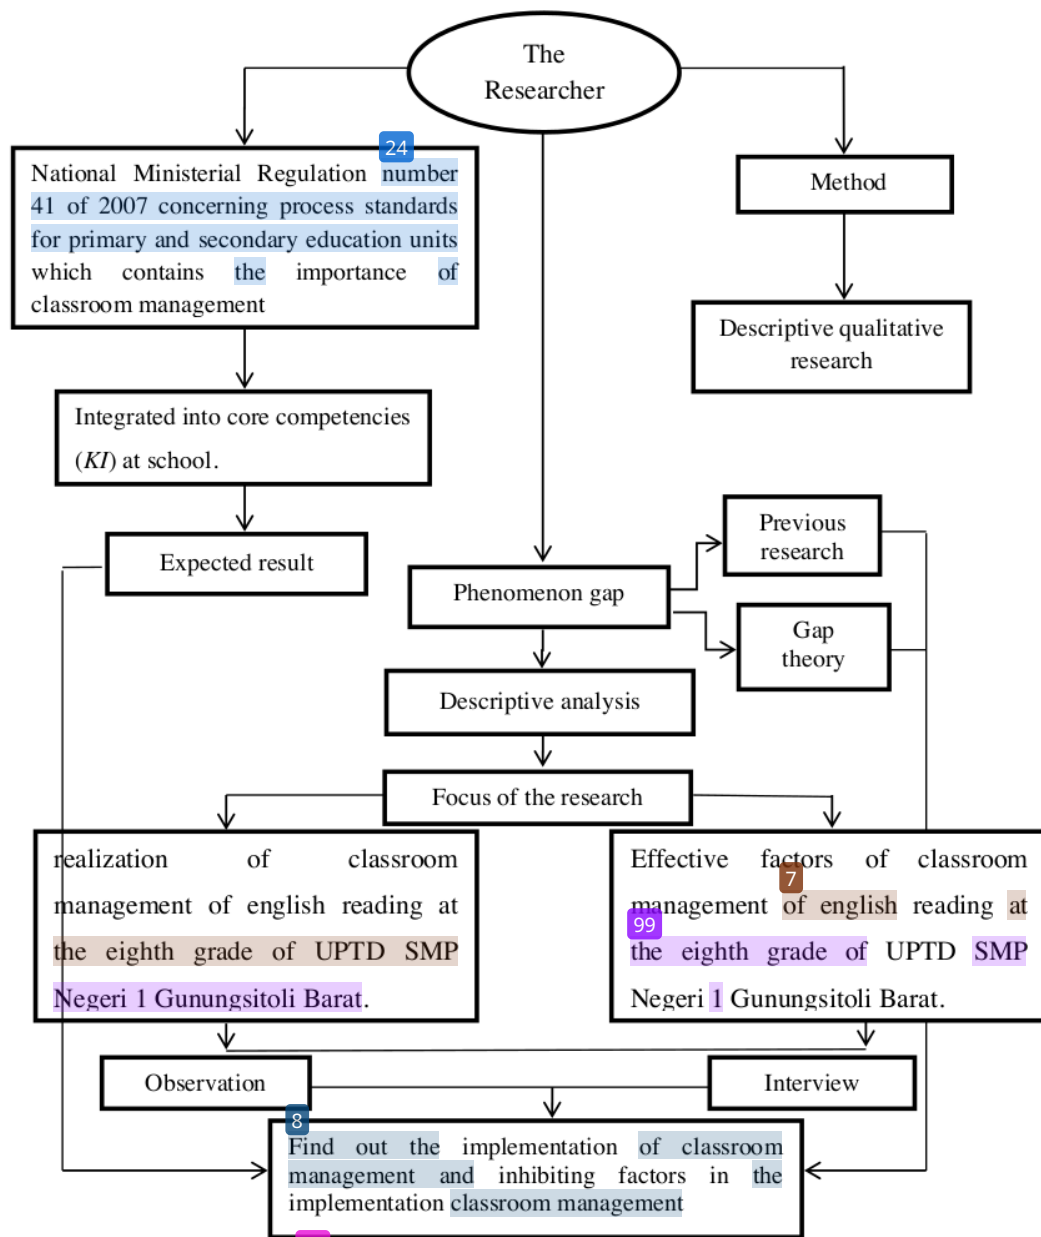 The
Researcher
24
National Ministerial Regulation number
41 of 2007 concerning process standards
for primary and secondary education units
which contains the importance of
classroom management
Method
Descriptive qualitative
research
Integrated into core competencies
(KI) at school.
Expected result
Previous
research
Phenomenon gap
Gap
theory
Descriptive analysis
Focus of the research
realization of classroom
management of english reading at
the eighth grade of UPTD SMP
Negeri 1 Gunungsitoli Barat.
Effective factors of classroom
7
management of english reading at
99
the eighth grade of UPTD SMP
Negeri 1 Gunungsitoli Barat.
Observation
Interview
8
Find out the implementation of classroom
management and inhibiting factors in the
implementation classroom management